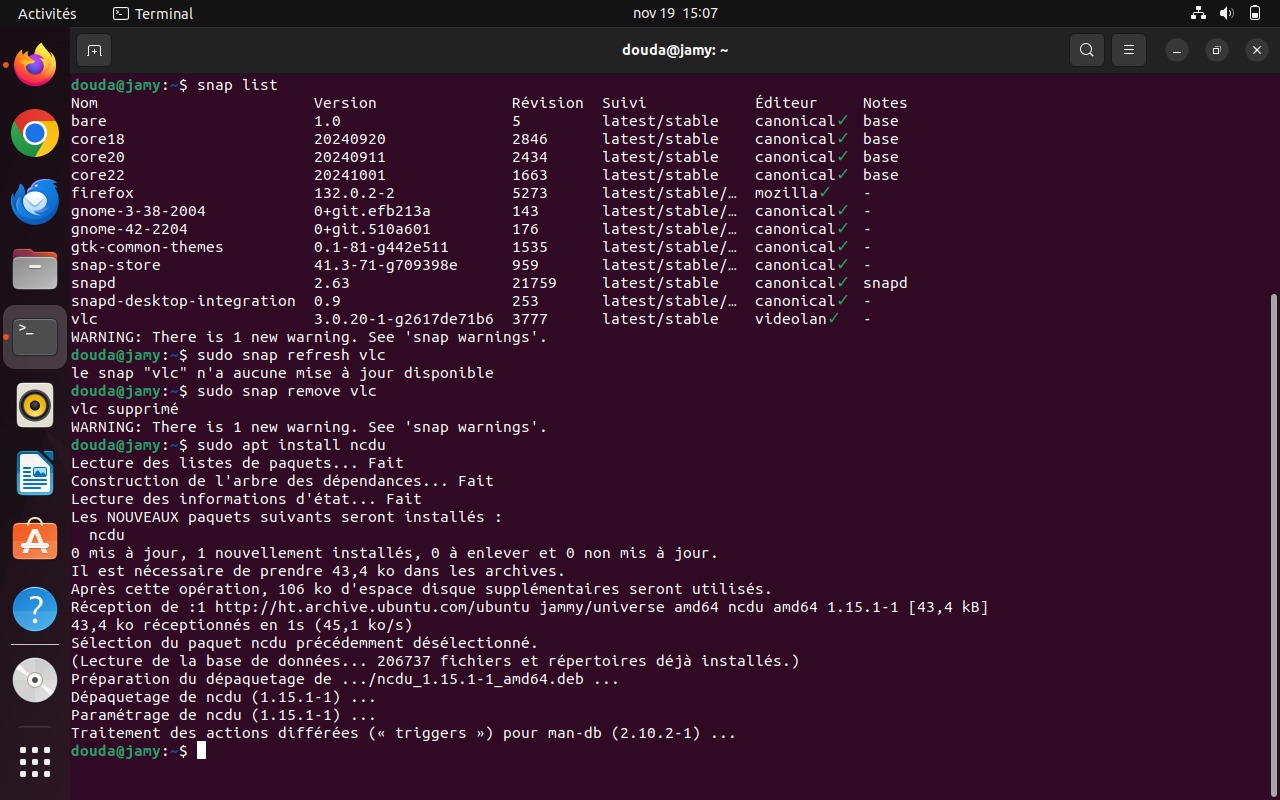 Activités Terminal nov 19 15:07
douda@jamy: ~
douda@jamy:~$ snap list
Nom Version Révision Suivi Éditeur Notes
bare 1.0 5 latest/stable canonical✓ base
core18 20240920 2846 latest/stable canonical✓ base
core20 20240911 2434 latest/stable canonical✓ base
core22 20241001 1663 latest/stable canonical✓ base
firefox 132.0.2-2 5273 latest/stable/… mozilla✓ -
gnome-3-38-2004 0+git.efb213a 143 latest/stable/… canonical✓ -
gnome-42-2204 0+git.510a601 176 latest/stable/… canonical✓ -
gtk-common-themes 0.1-81-g442e511 1535 latest/stable/… canonical✓ -
snap-store 41.3-71-g709398e 959 latest/stable/… canonical✓ -
snapd 2.63 21759 latest/stable canonical✓ snapd
snapd-desktop-integration 0.9 253 latest/stable/… canonical✓ -
vlc 3.0.20-1-g2617de71b6 3777 latest/stable videolan✓ -
WARNING: There is 1 new warning. See 'snap warnings'.
douda@jamy:~$ sudo snap refresh vlc
le snap "vlc" n'a aucune mise à jour disponible
douda@jamy:~$ sudo snap remove vlc
vlc supprimé
WARNING: There is 1 new warning. See 'snap warnings'.
douda@jamy:~$ sudo apt install ncdu
Lecture des listes de paquets... Fait
Construction de l'arbre des dépendances... Fait
Lecture des informations d'état... Fait
Les NOUVEAUX paquets suivants seront installés :
ncdu
0 mis à jour, 1 nouvellement installés, 0 à enlever et 0 non mis à jour.
Il est nécessaire de prendre 43,4 ko dans les archives.
Après cette opération, 106 ko d'espace disque supplémentaires seront utilisés.
Réception de :1 http://ht.archive.ubuntu.com/ubuntu jammy/universe amd64 ncdu amd64 1.15.1-1 [43,4 kB]
43,4 ko réceptionnés en 1s (45,1 ko/s)
Sélection du paquet ncdu précédemment désélectionné.
(Lecture de la base de données... 206737 fichiers et répertoires déjà installés.)
Préparation du dépaquetage de .../ncdu_1.15.1-1_amd64.deb ...
Dépaquetage de ncdu (1.15.1-1) ...
Paramétrage de ncdu (1.15.1-1) ...
Traitement des actions différées (« triggers ») pour man-db (2.10.2-1) ...
douda@jamy:~$